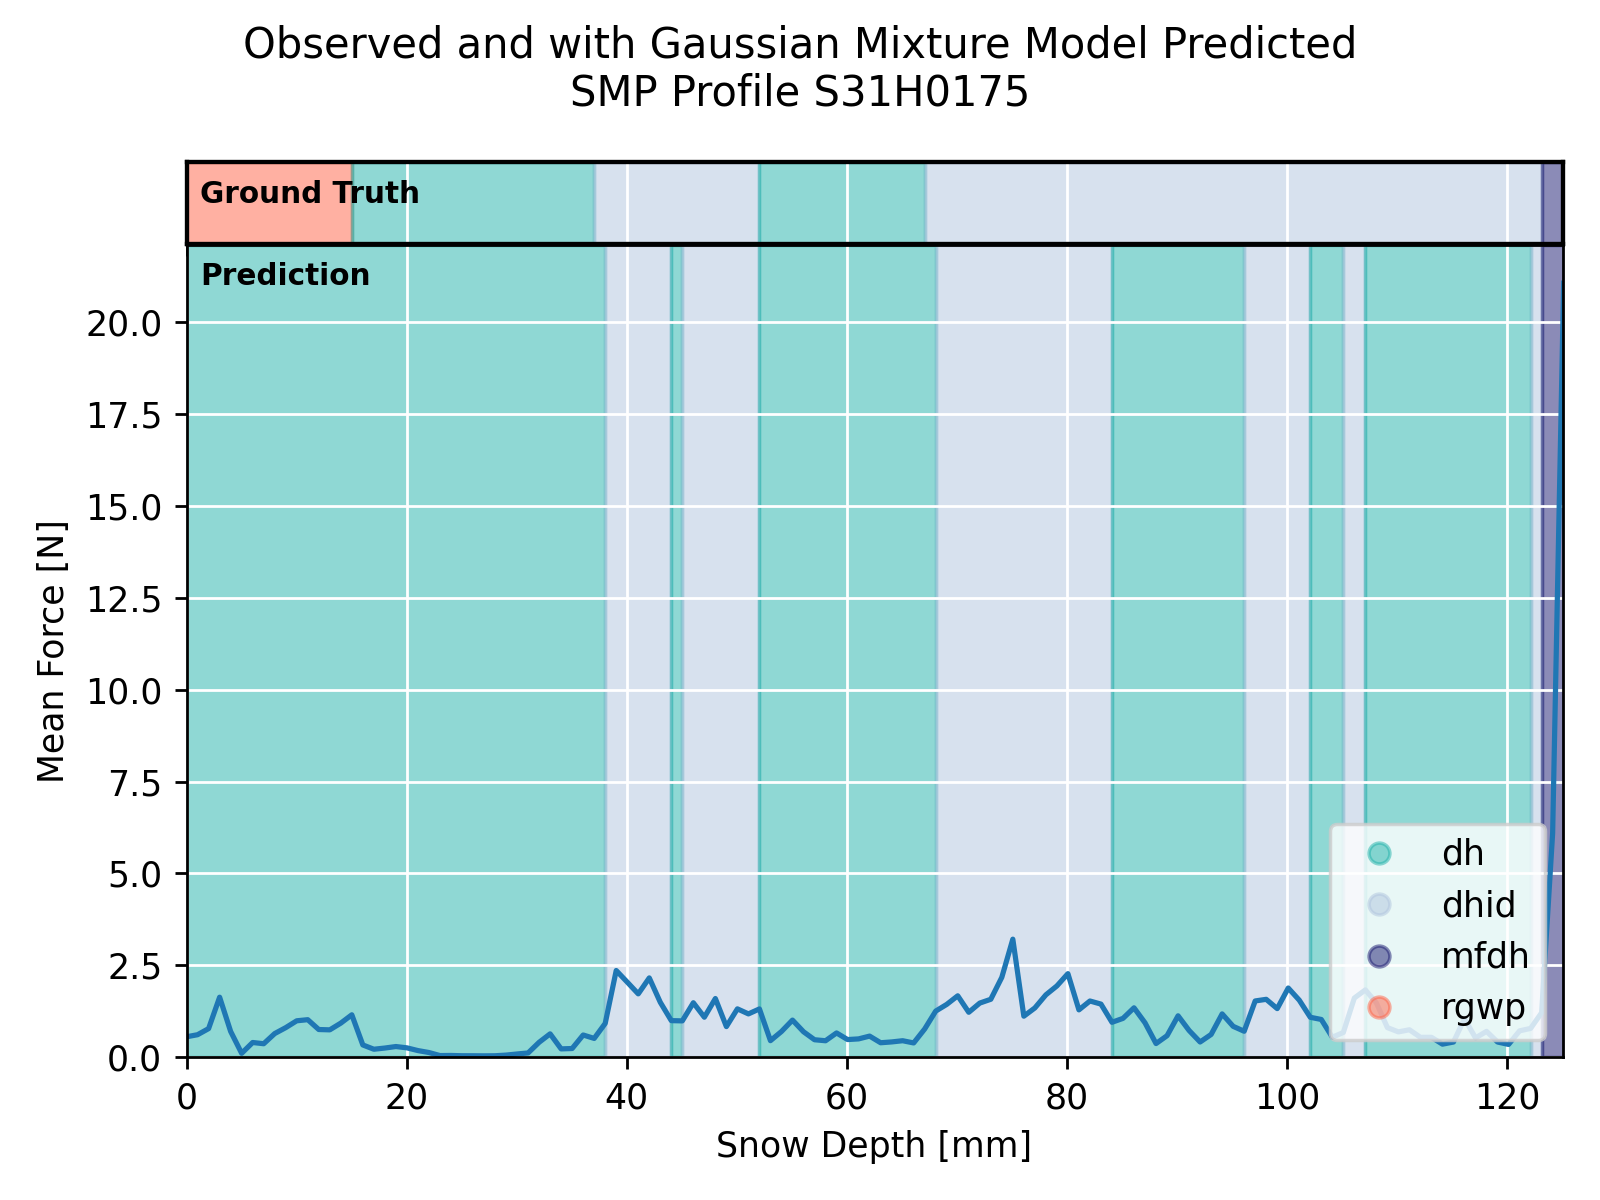 Observed and with Gaussian Mixture Model Predicted
SMP Profile S31H0175
Ground Truth
Prediction
20.0
17.5
15.0
12.5
10.0
7.5
5.0
2.5
0.0
Mean Force [N]
dh
dhid
mfdh
rgwp
0 20 40 60 80 100 120
Snow Depth [mm]